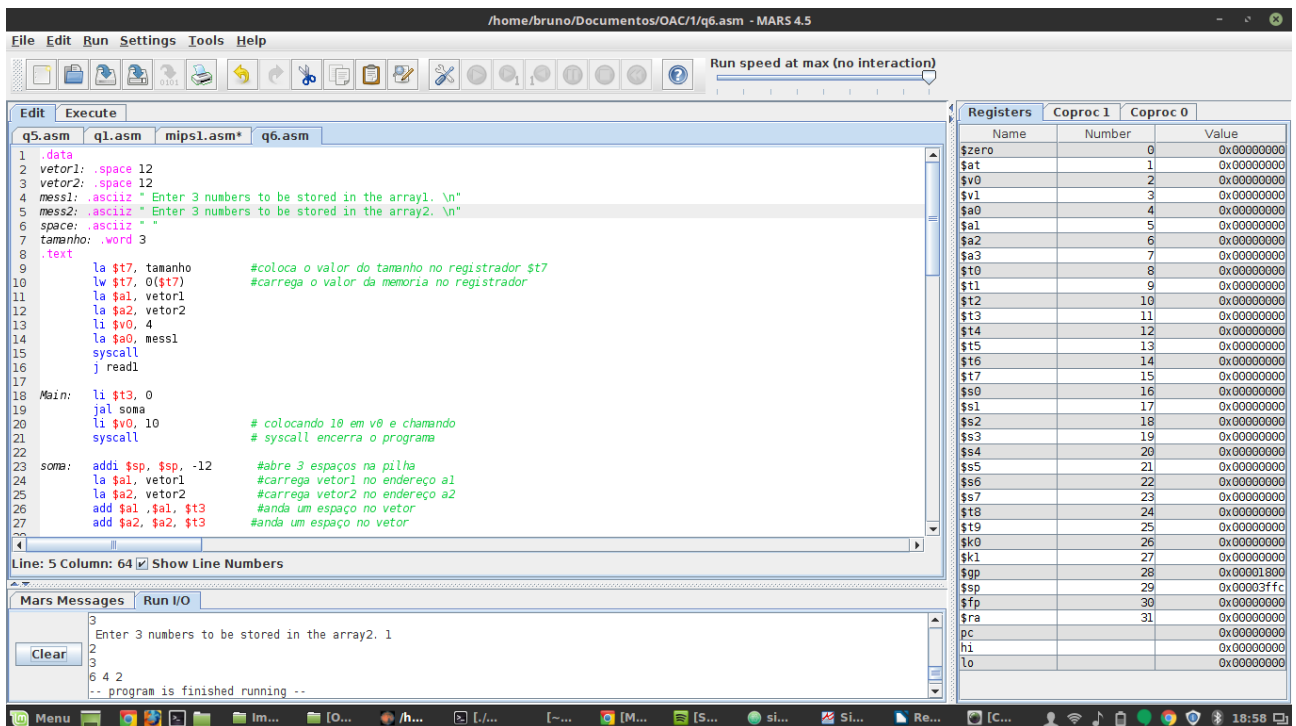 /home/bruno/Documentos/OAC/1/q6.asm - MARS 4.5
File Edit Run Settings Tools Help
Run speed at max (no interaction)
Edit Execute
q5.asm q1.asm mips1.asm* q6.asm
1 .data
2 vetor1: .space 12
3 vetor2: .space 12
4 mess1: .asciiz " Enter 3 numbers to be stored in the array1. \n"
5 mess2: .asciiz " Enter 3 numbers to be stored in the array2. \n"
6 space: .asciiz " "
7 tamanho: .word 3
8 .text
9 la $t7, tamanho #coloca o valor do tamanho no registrador $t7
10 lw $t7, 0($t7) #carrega o valor da memoria no registrador
11 la $a1, vetor1
12 la $a2, vetor2
13 li $v0, 4
14 la $a0, mess1
15 syscall
16 j read1
17
18 Main: li $t3, 0
19 jal soma
20 li $v0, 10 # colocando 10 em v0 e chamando
21 syscall # syscall encerra o programa
22
23 soma: addi $sp, $sp, -12 #abre 3 espaços na pilha
24 la $a1, vetor1 #carrega vetor1 no endereço a1
25 la $a2, vetor2 #carrega vetor2 no endereço a2
26 add $a1 ,$a1, $t3 #anda um espaço no vetor
27 add $a2, $a2, $t3 #anda um espaço no vetor
Line: 5 Column: 64 Show Line Numbers
Mars Messages Run I/O
Clear
3
Enter 3 numbers to be stored in the array2. 1
2
3
6 4 2
-- program is finished running --
Registers Coproc 1 Coproc 0
Name Number Value
$zero 0 0x00000000
$at 1 0x00000000
$v0 2 0x00000000
$v1 3 0x00000000
$a0 4 0x00000000
$a1 5 0x00000000
$a2 6 0x00000000
$a3 7 0x00000000
$t0 8 0x00000000
$t1 9 0x00000000
$t2 10 0x00000000
$t3 11 0x00000000
$t4 12 0x00000000
$t5 13 0x00000000
$t6 14 0x00000000
$t7 15 0x00000000
$s0 16 0x00000000
$s1 17 0x00000000
$s2 18 0x00000000
$s3 19 0x00000000
$s4 20 0x00000000
$s5 21 0x00000000
$s6 22 0x00000000
$s7 23 0x00000000
$t8 24 0x00000000
$t9 25 0x00000000
$k0 26 0x00000000
$k1 27 0x00000000
$gp 28 0x00001800
$sp 29 0x00003ffc
$fp 30 0x00000000
$ra 31 0x00000000
pc 0x00000000
hi 0x00000000
lo 0x00000000
Menu Im... [O... /h... [./... [~... [M... [S... si... Si... Re... [C... 18:58